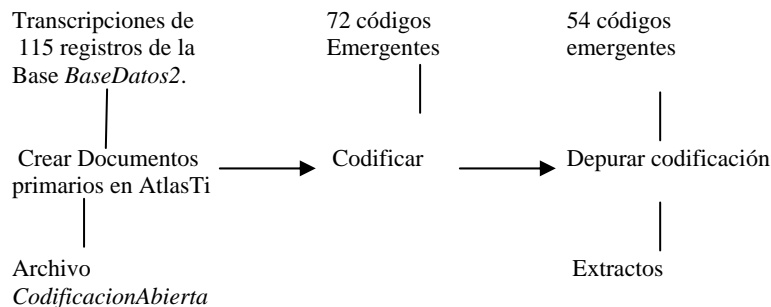 Transcripciones de
115 registros de la
Base BaseDatos2.
72 códigos
Emergentes
54 códigos
emergentes
Crear Documentos
primarios en AtlasTi
Codificar
Depurar codificación
Archivo
CodificacionAbierta
Extractos